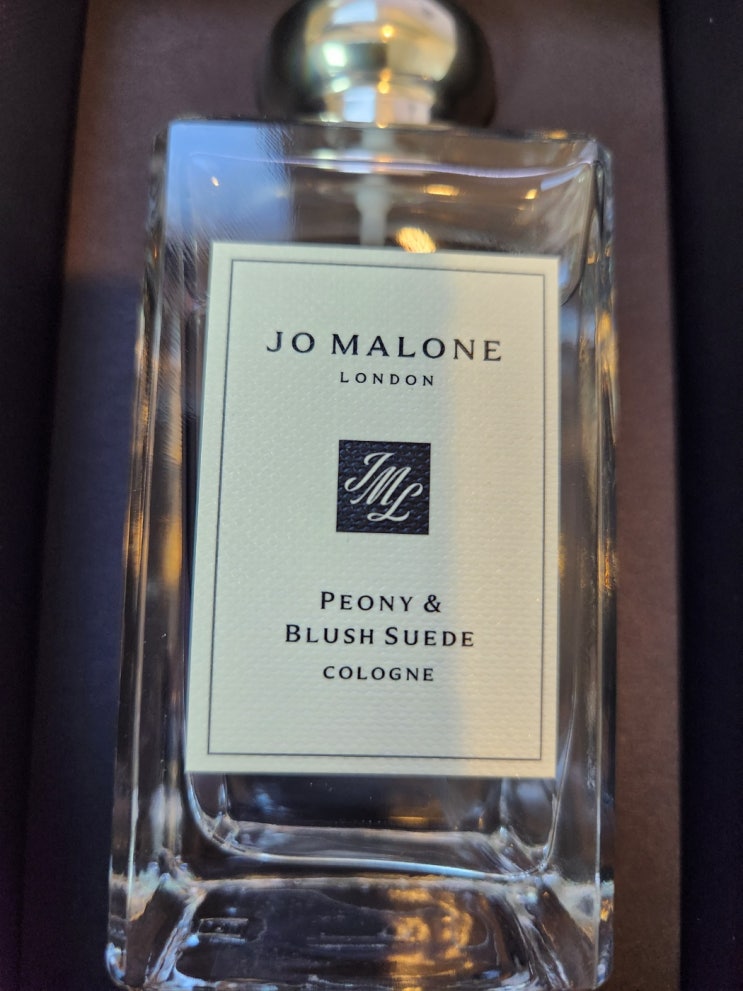 JO MALONE
LONDON
JML
PEONY &
BLUSH SUEDE
COLOGNE